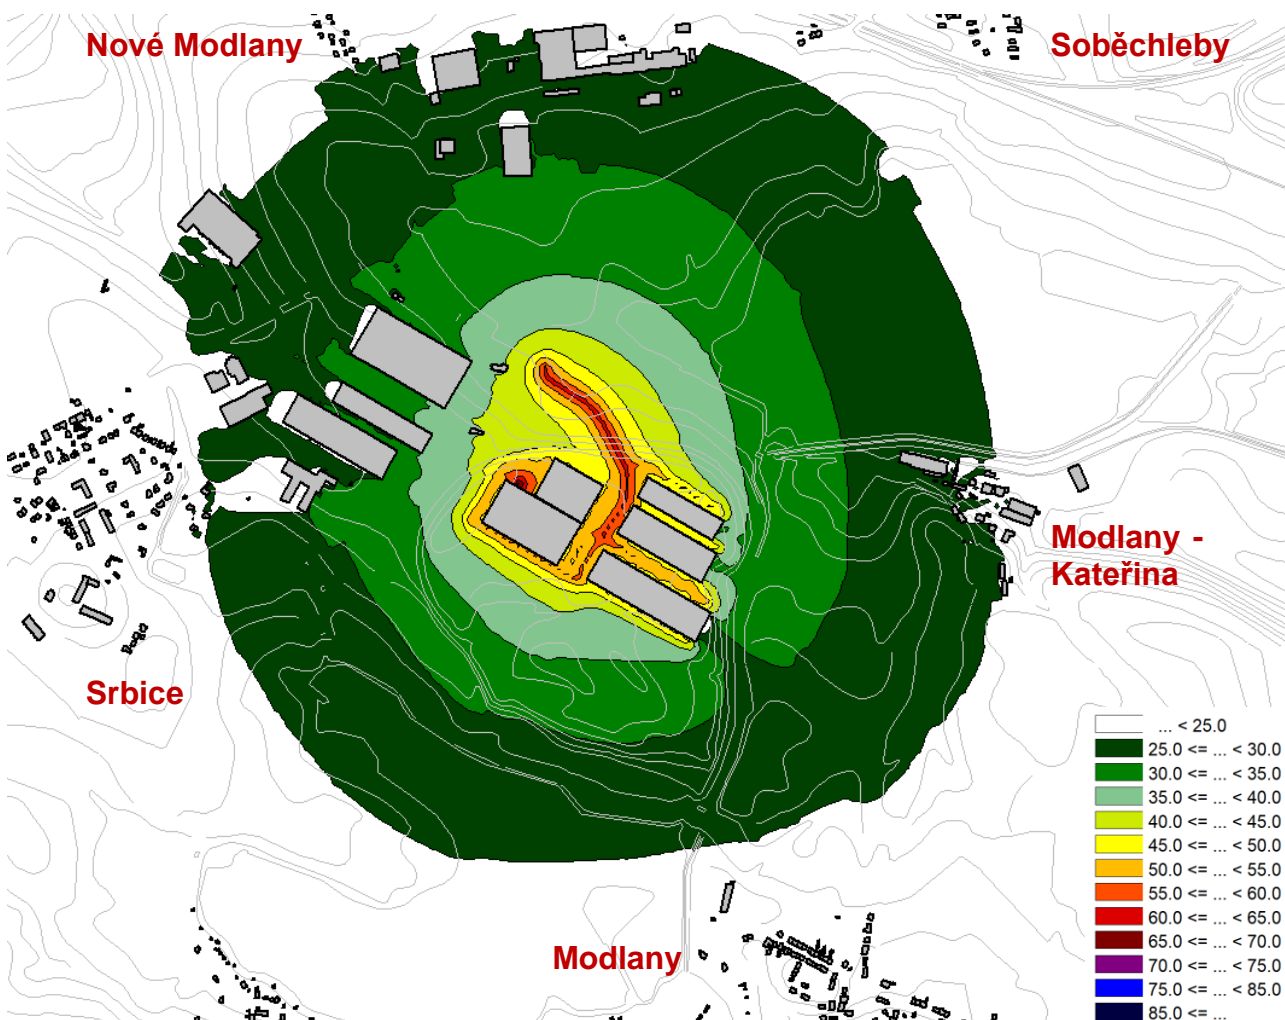 Nové Modlany
Soběchleby
Modlany -
Kateřina
Srbice
Modlany
... < 25.0
25.0 <= ... < 30.0
30.0 <= ... < 35.0
35.0 <= ... < 40.0
40.0 <= ... < 45.0
45.0 <= ... < 50.0
50.0 <= ... < 55.0
55.0 <= ... < 60.0
60.0 <= ... < 65.0
65.0 <= ... < 70.0
70.0 <= ... < 75.0
75.0 <= ... < 85.0
85.0 <= ...